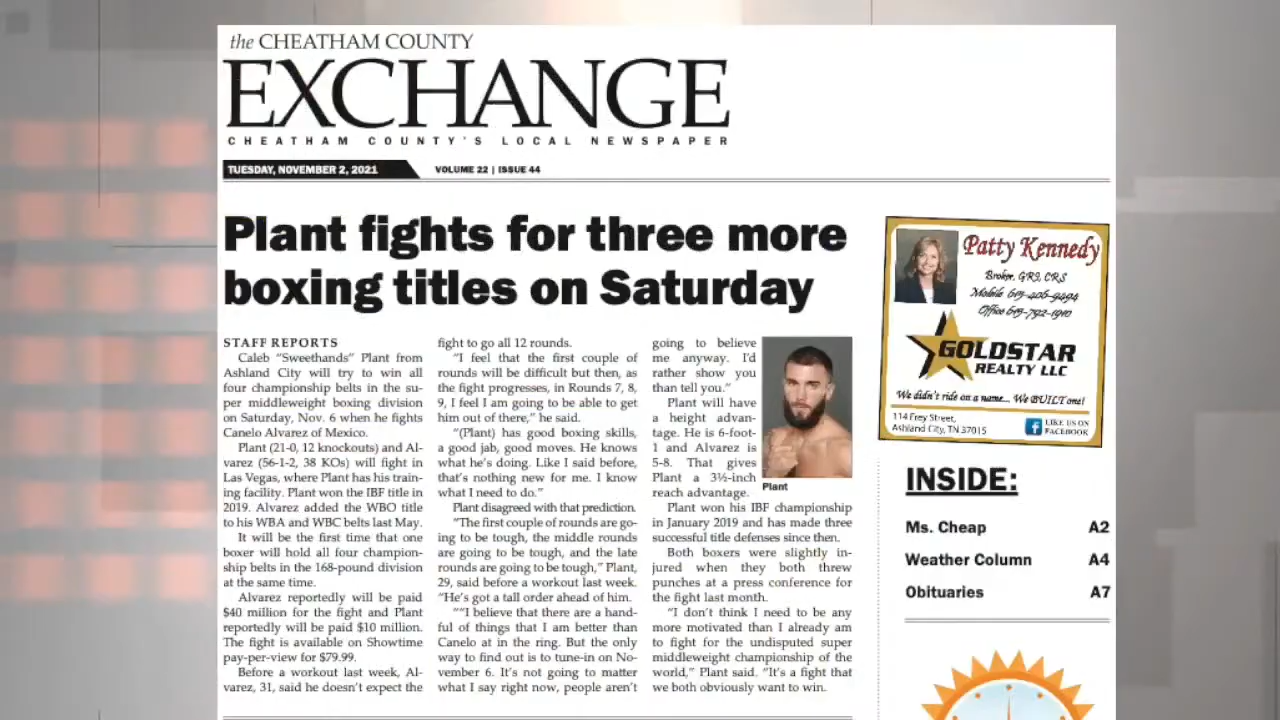 the CHEATHAM COUNTY
EXCHANGE
CHEATHAM COUNTY'S LOCAL NEWSPAPER
TUESDAY, NOVEMBER 2, 2021
VOLUME 22 | ISSUE 44
Plant fights for three more
boxing titles on Saturday
STAFF REPORTS
Caleb “Sweethands” Plant from
Ashland City will try to win all
four championship belts in the su-
per middleweight boxing division
on Saturday, Nov. 6 when he fights
Canelo Alvarez of Mexico.
Plant (21-0, 12 knockouts) and Al-
varez (56-1-2, 38 KOs) will fight in
Las Vegas, where Plant has his train-
ing facility. Plant won the IBF title in
2019. Alvarez added the WBO title
to his WBA and WBC belts last May.
It will be the first time that one
boxer will hold all four champion-
ship belts in the 168-pound division
at the same time.
Alvarez reportedly will be paid
$40 million for the fight and Plant
reportedly will be paid $10 million.
The fight is available on Showtime
pay-per-view for $79.99.
Before a workout last week, Al-
varez, 31, said he doesn’t expect the
fight to go all 12 rounds.
“I feel that the first couple of
rounds will be difficult but then, as
the fight progresses, in Rounds 7, 8,
9, I feel I am going to be able to get
him out of there,” he said.
“(Plant) has good boxing skills,
a good jab, good moves. He knows
what he’s doing. Like I said before,
that’s nothing new for me. I know
what I need to do.”
Plant disagreed with that prediction.
“The first couple of rounds are go-
ing to be tough, the middle rounds
are going to be tough, and the late
rounds are going to be tough,” Plant,
29, said before a workout last week.
“He’s got a tall order ahead of him.
““I believe that there are a hand-
ful of things that I am better than
Canelo at in the ring. But the only
way to find out is to tune-in on No-
vember 6. It’s not going to matter
what I say right now, people aren’t
going to believe
me anyway. I’d
rather show you
than tell you.”
Plant will have
a height advan-
tage. He is 6-foot-
1 and Alvarez is
5-8. That gives
Plant a 3½-inch
reach advantage.
Plant won his IBF championship
in January 2019 and has made three
successful title defenses since then.
Both boxers were slightly in-
jured when they both threw
punches at a press conference for
the fight last month.
“I don’t think I need to be any
more motivated than I already am
to fight for the undisputed super
middleweight championship of the
world,” Plant said. “It’s a fight that
we both obviously want to win.
Plant
Patty Kennedy
Broker, GRI, CRS
Mobile 615-406-9494
Office 615-792-1910
GOLDSTAR
REALTY LLC
We didn't ride on a name... We BUILT one!
114 Frey Street,
Ashland City, TN 37015
LIKE US ON
FACEBOOK
INSIDE:
Ms. Cheap A2
Weather Column A4
Obituaries A7